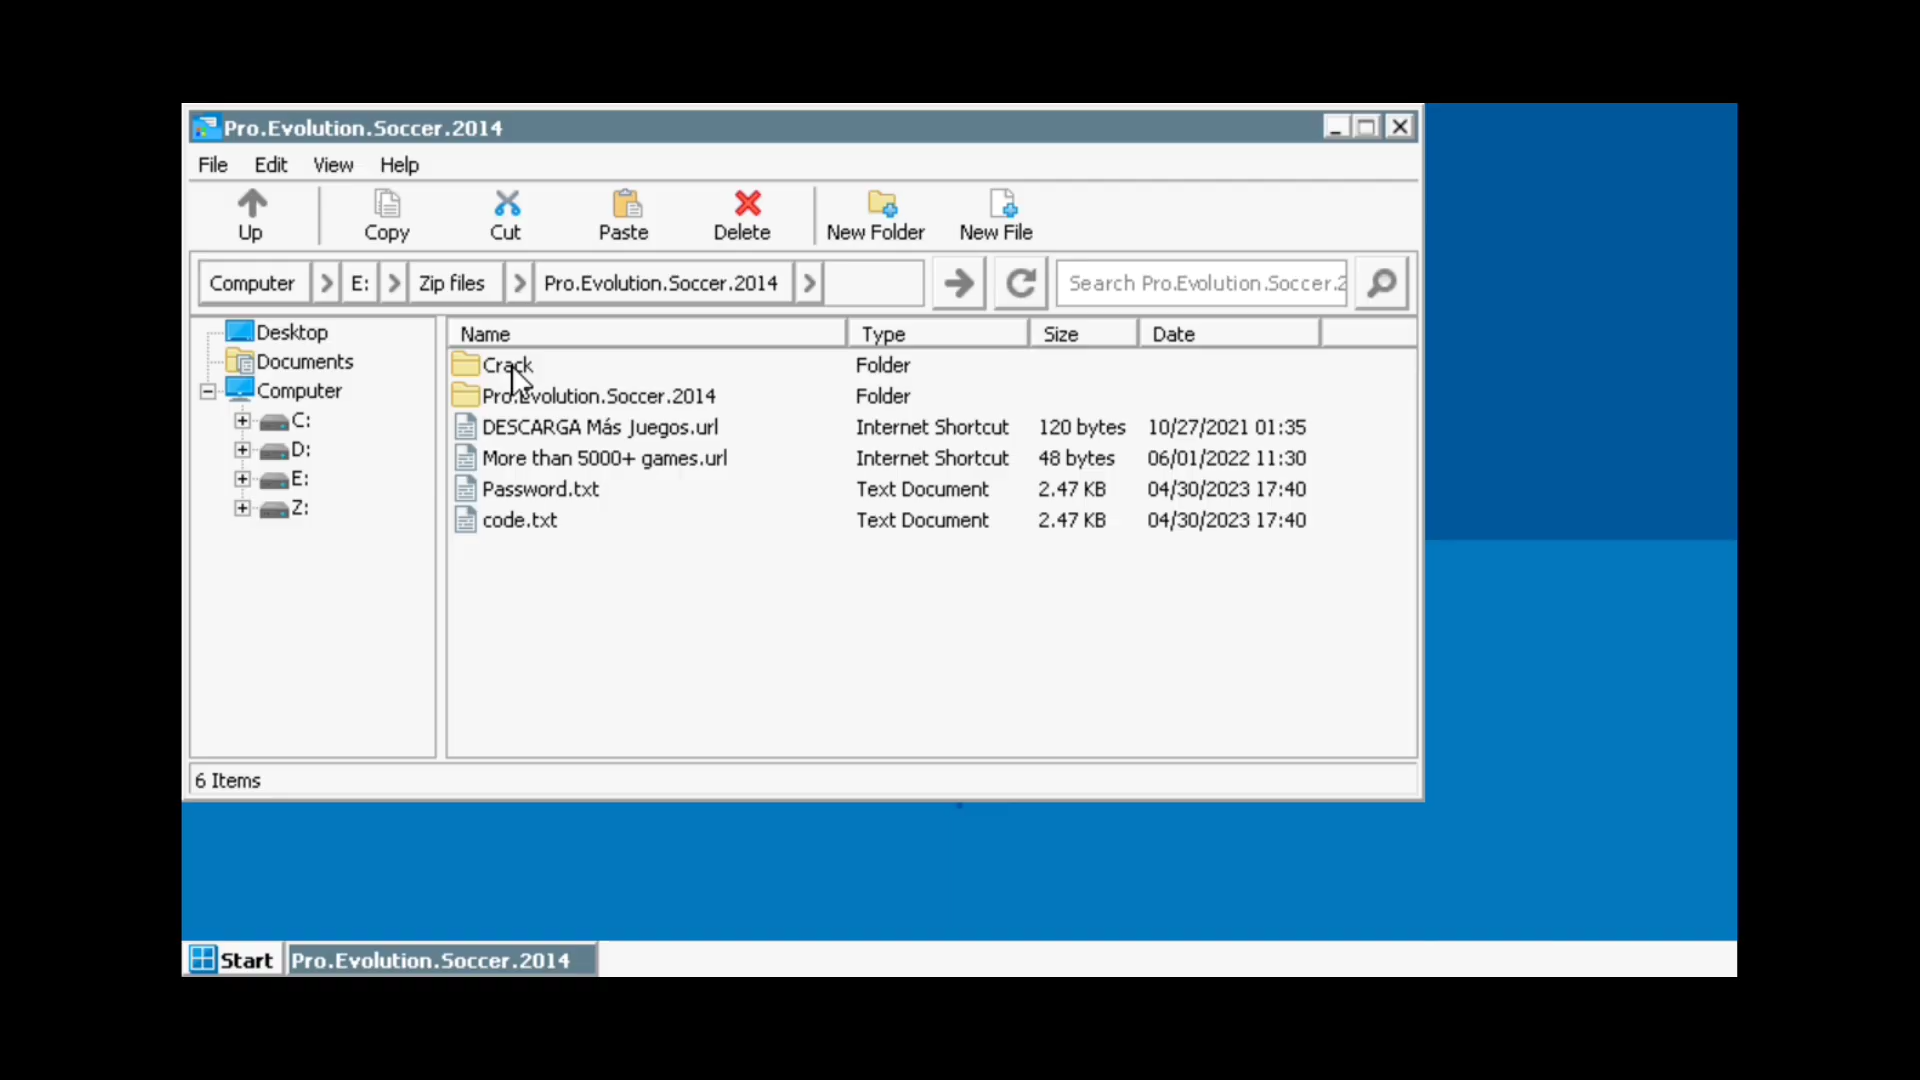 Pro.Evolution.Soccer.2014
File Edit View Help
Up Copy Cut Paste Delete New Folder New File
Computer E: Zip files Pro.Evolution.Soccer.2014 Search Pro.Evolution.Soccer.2
Desktop
Documents
Computer
C:
D:
E:
Z:
Name Type Size Date
Crack Folder
Pro.Evolution.Soccer.2014 Folder
DESCARGA Más Juegos.url Internet Shortcut 120 bytes 10/27/2021 01:35
More than 5000+ games.url Internet Shortcut 48 bytes 06/01/2022 11:30
Password.txt Text Document 2.47 KB 04/30/2023 17:40
code.txt Text Document 2.47 KB 04/30/2023 17:40
6 Items
Start Pro.Evolution.Soccer.2014